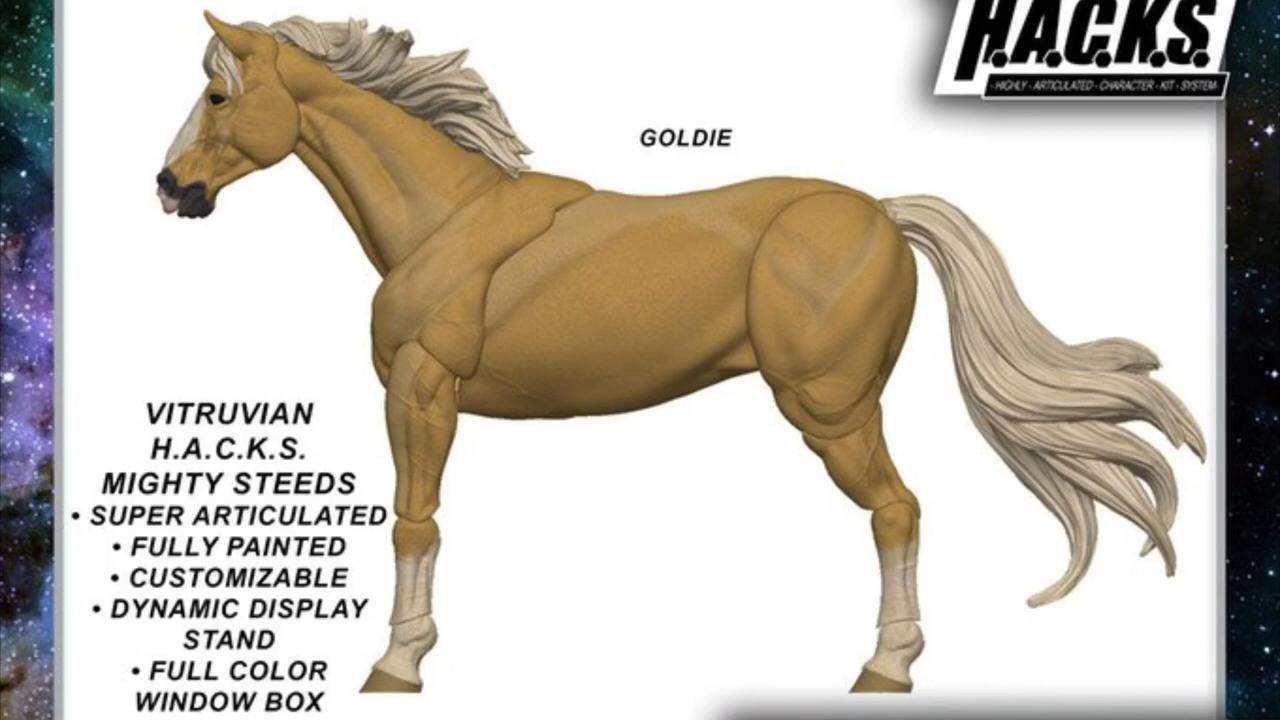 H.A.C.K.S.
· HIGHLY · ARTICULATED · CHARACTER · KIT · SYSTEM·
GOLDIE
VITRUVIAN
H.A.C.K.S.
MIGHTY STEEDS
• SUPER ARTICULATED
• FULLY PAINTED
• CUSTOMIZABLE
• DYNAMIC DISPLAY
STAND
• FULL COLOR
WINDOW BOX